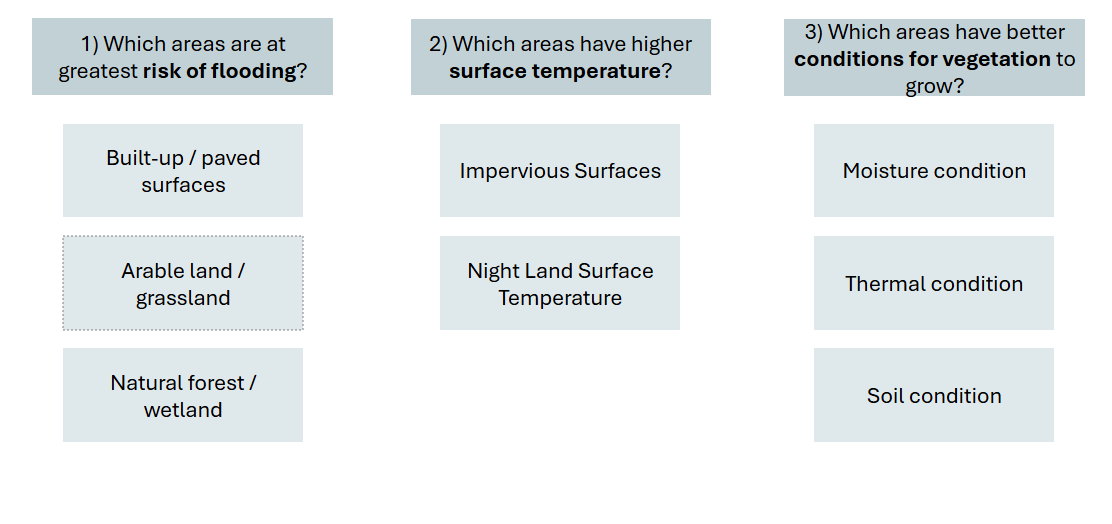 1) Which areas are at
greatest risk of flooding?
Built-up / paved
surfaces
Arable land /
grassland
Natural forest /
wetland
2) Which areas have higher
surface temperature?
Impervious Surfaces
Night Land Surface
Temperature
3) Which areas have better
conditions for vegetation to
grow?
Moisture condition
Thermal condition
Soil condition